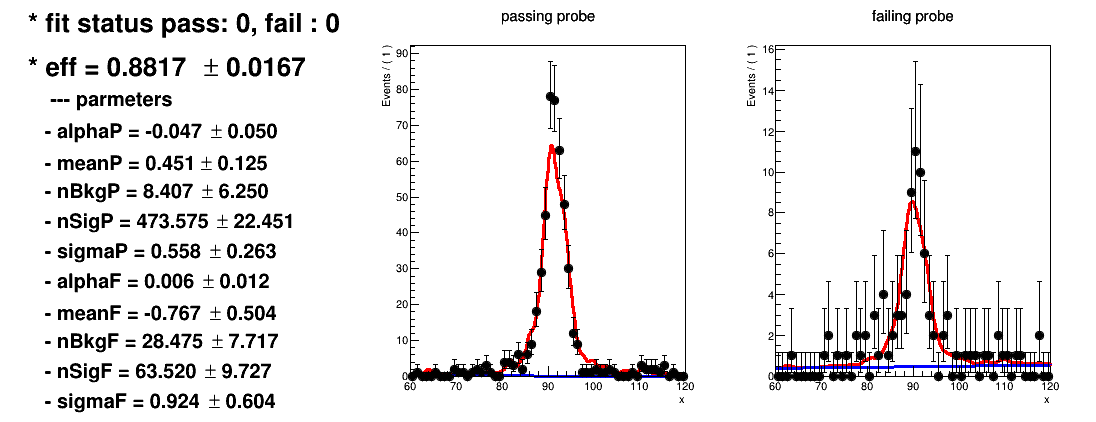 * fit status pass: 0, fail : 0
* eff = 0.8817 ± 0.0167
--- parmeters
- alphaP = -0.047 ± 0.050
- meanP = 0.451 ± 0.125
- nBkgP = 8.407 ± 6.250
- nSigP = 473.575 ± 22.451
- sigmaP = 0.558 ± 0.263
- alphaF = 0.006 ± 0.012
- meanF = -0.767 ± 0.504
- nBkgF = 28.475 ± 7.717
- nSigF = 63.520 ± 9.727
- sigmaF = 0.924 ± 0.604
passing probe
Events / ( 1 )
90
80
70
60
50
40
30
20
10
0
60 70 80 90 100 110 120
x
failing probe
Events / ( 1 )
16
14
12
10
8
6
4
2
0
60 70 80 90 100 110 120
x